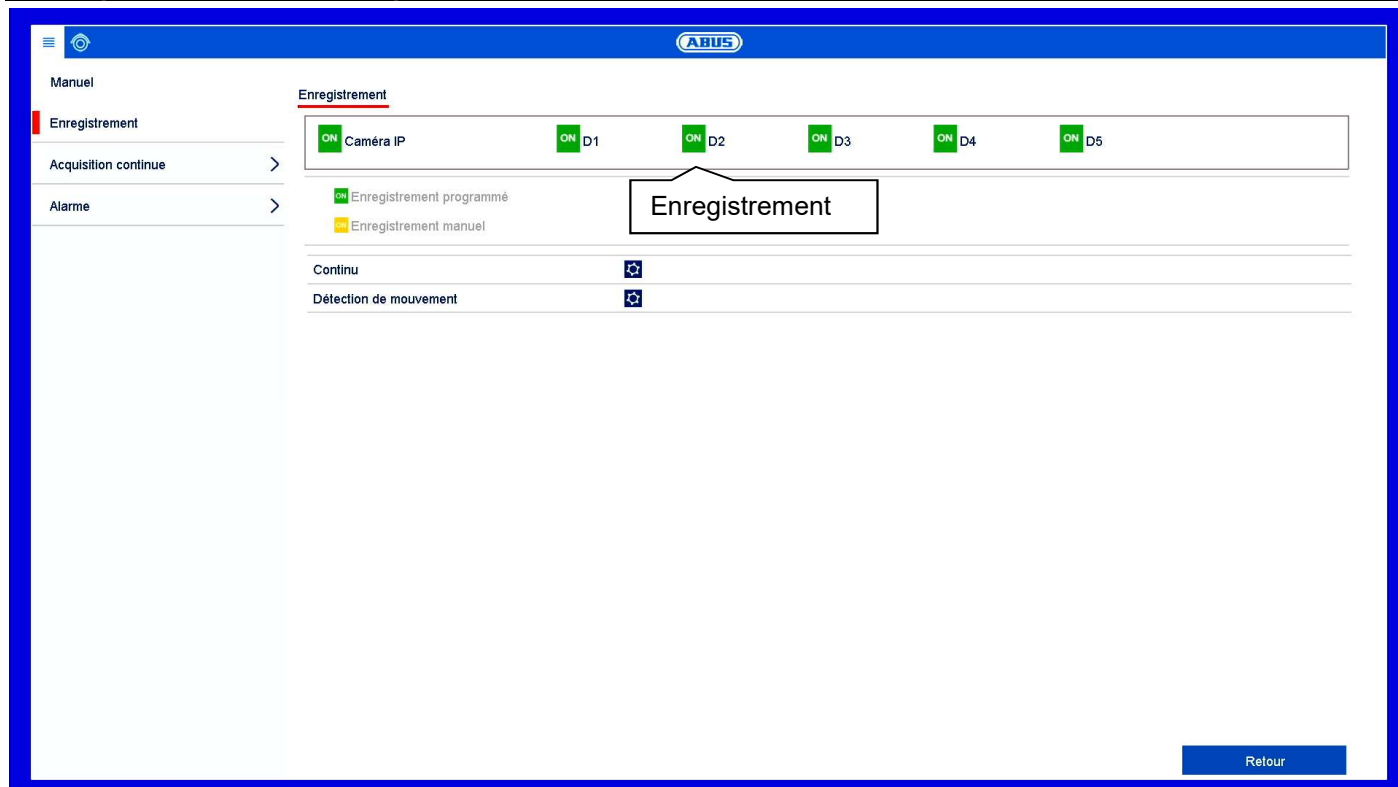 ABUS
Manuel
Enregistrement
Acquisition continue
Alarme
Enregistrement
ON Caméra IP ON D1 ON D2 ON D3 ON D4 ON D5
Enregistrement
ON Enregistrement programmé
ON Enregistrement manuel
Continu
Détection de mouvement
Retour